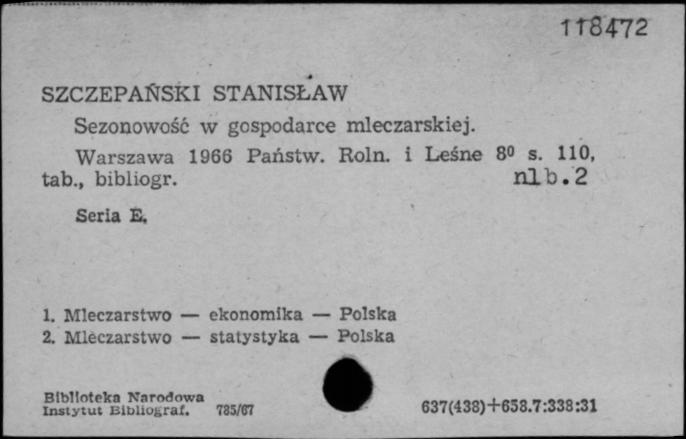 118472
SZCZEPAŃSKI STANISŁAW
Sezonowość w gospodarce mleczarskiej.
Warszawa 1966 Państw. Roln. i Leśne 8⁰ s. 110,
tab., bibliogr. nlb.2
Seria E.
1. Mleczarstwo — ekonomika — Polska
2. Mleczarstwo — statystyka — Polska
Biblioteka Narodowa
Instytut Bibliograf. 785/67 637(438)+658.7:338:31